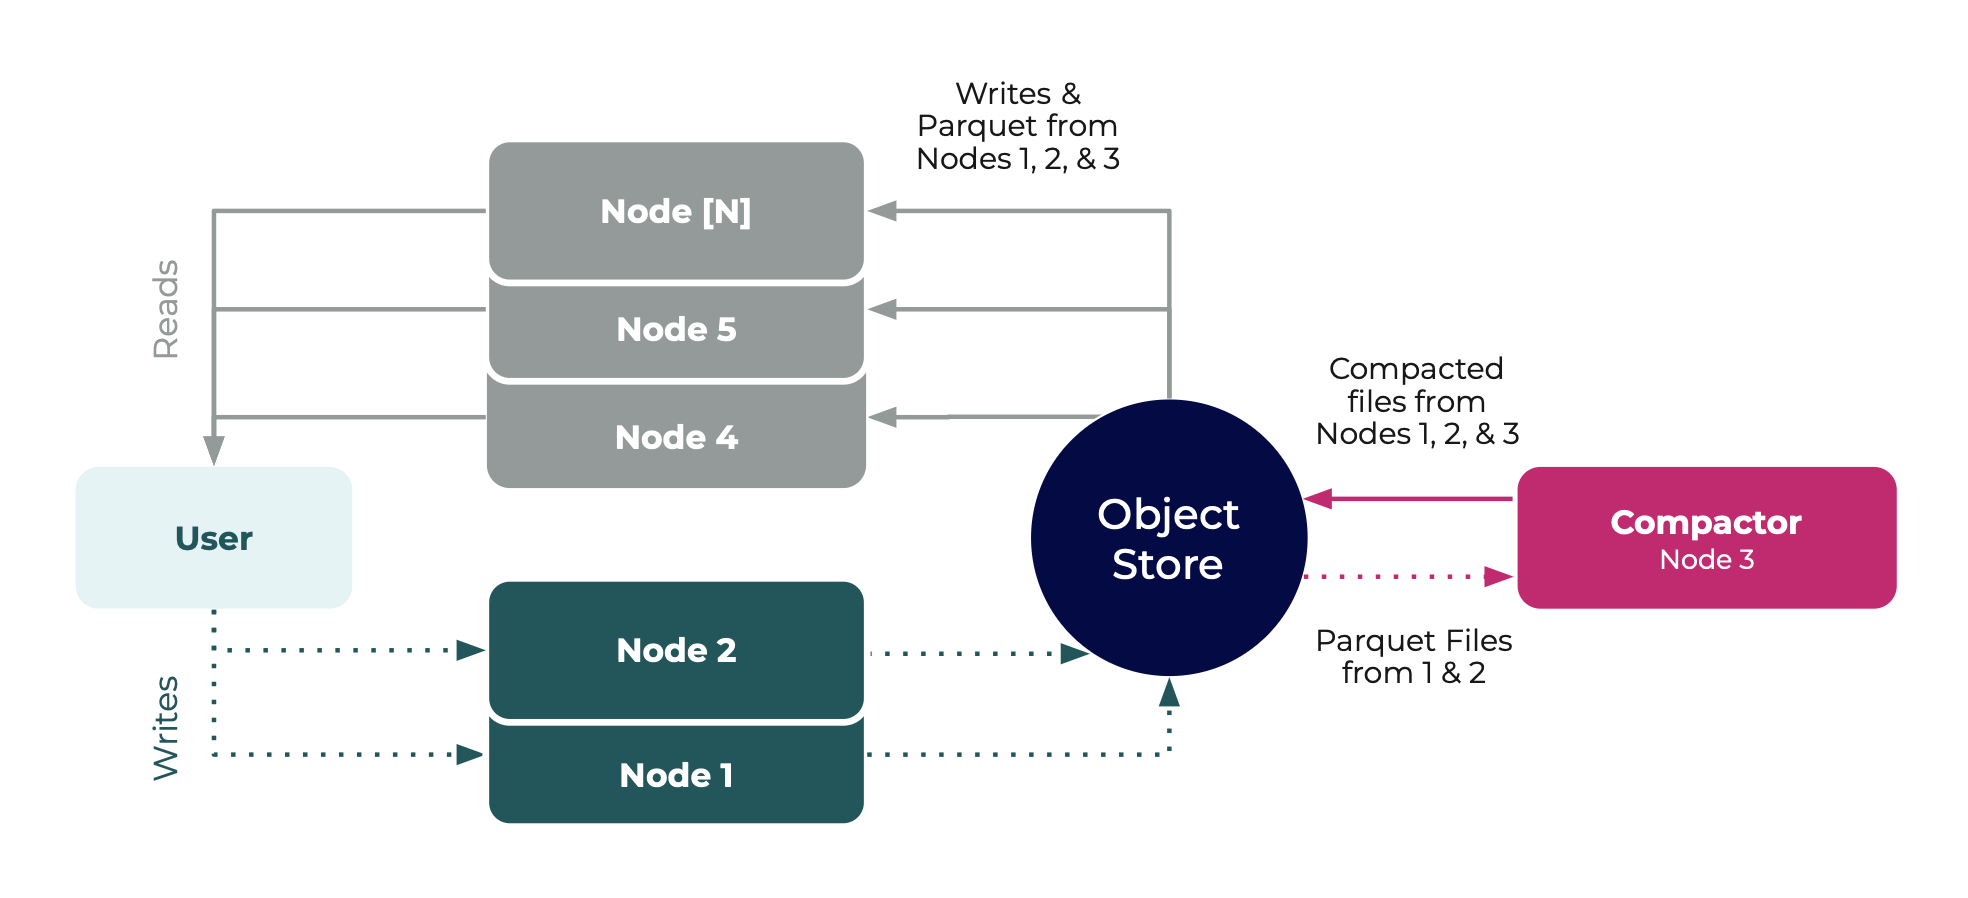 Writes &
Parquet from
Nodes 1, 2, & 3
Node [N]
Reads
Node 5
Node 4
Compacted
files from
Nodes 1, 2, & 3
Object
Store
Compactor
Node 3
User
Parquet Files
from 1 & 2
Node 2
Writes
Node 1